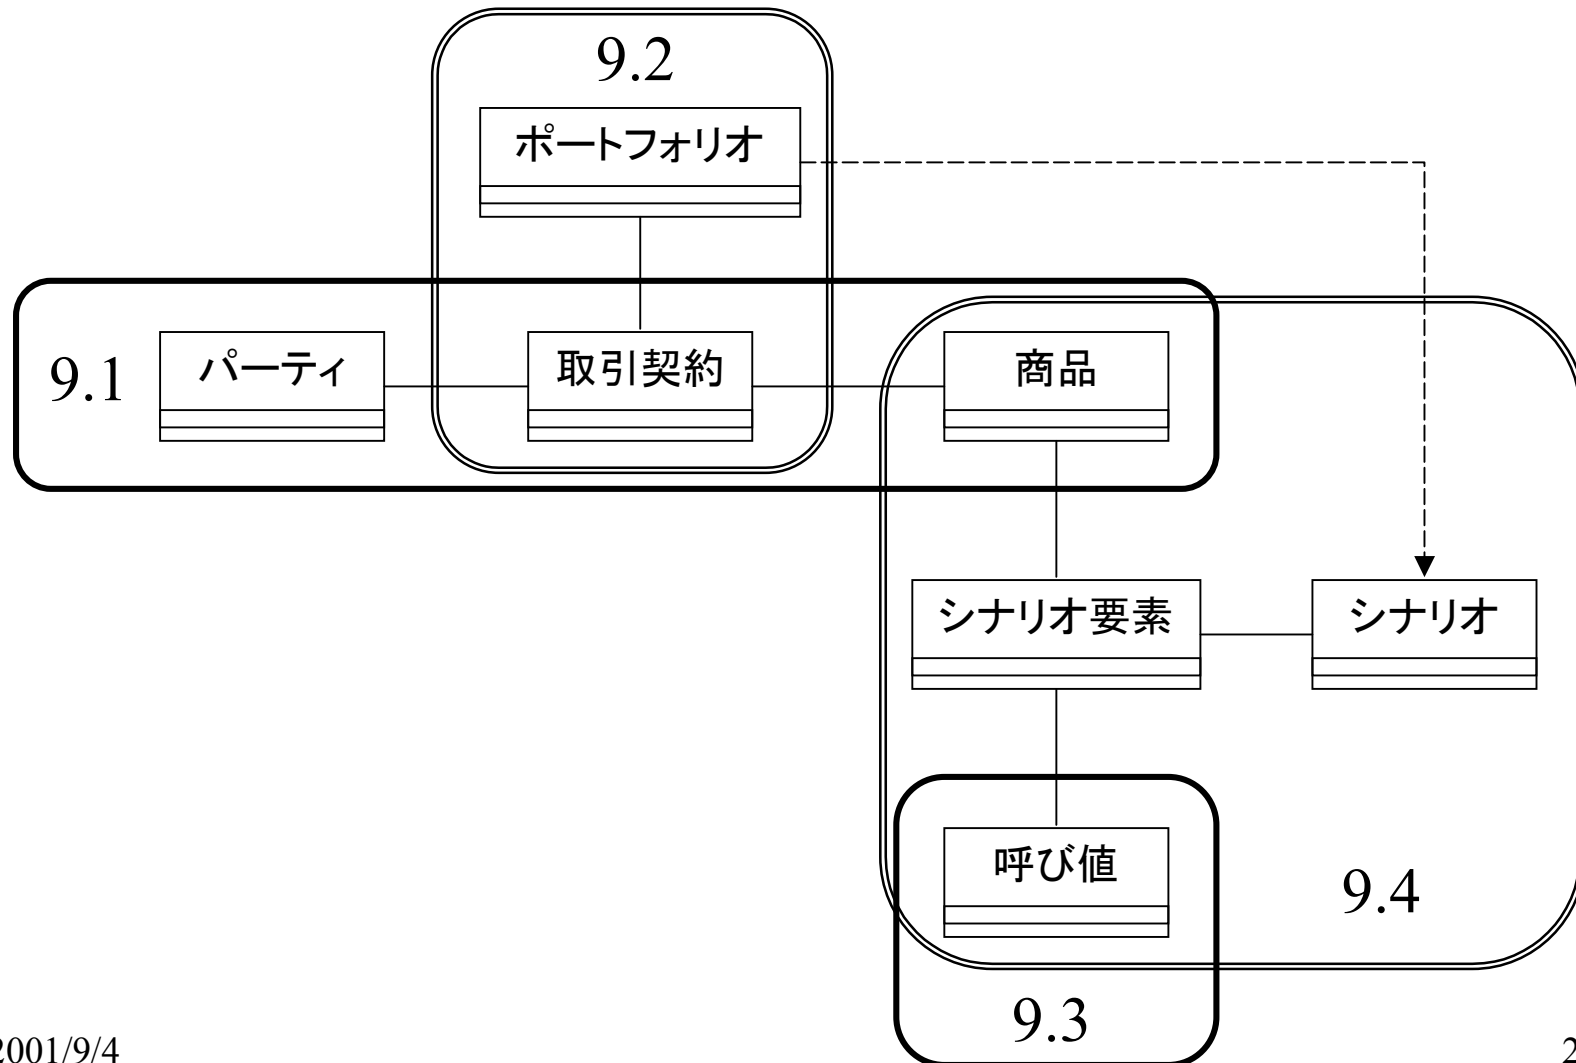 9.2
ポートフォリオ
9.1
パーティ
取引契約
商品
シナリオ要素
シナリオ
呼び値
9.4
9.3
2001/9/4
2